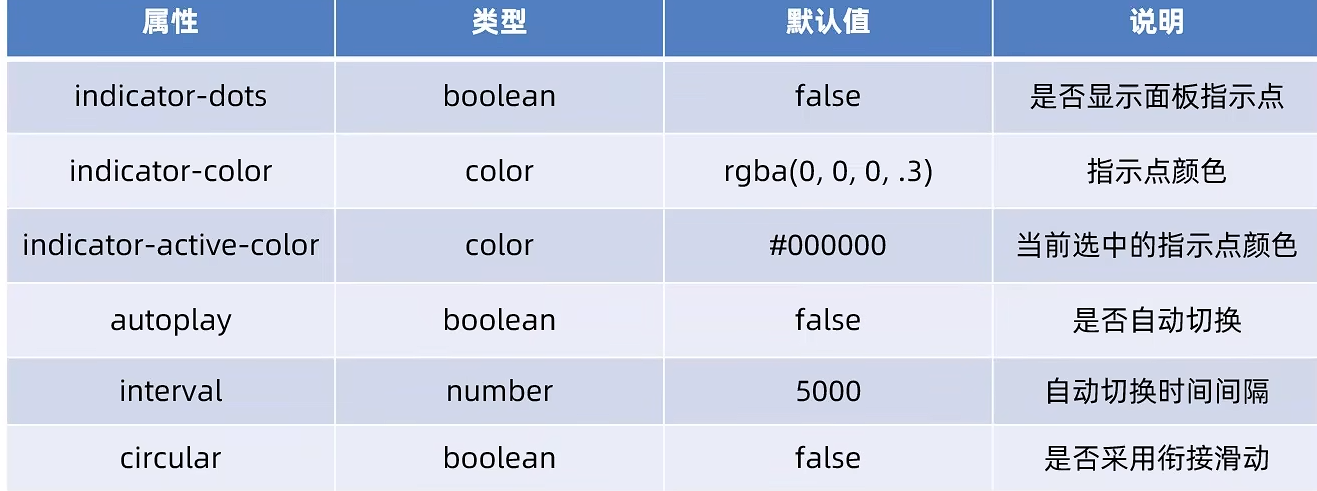 属性 类型 默认值 说明
indicator-dots boolean false 是否显示面板指示点
indicator-color color rgba(0, 0, 0, .3) 指示点颜色
indicator-active-color color #000000 当前选中的指示点颜色
autoplay boolean false 是否自动切换
interval number 5000 自动切换时间间隔
circular boolean false 是否采用衔接滑动